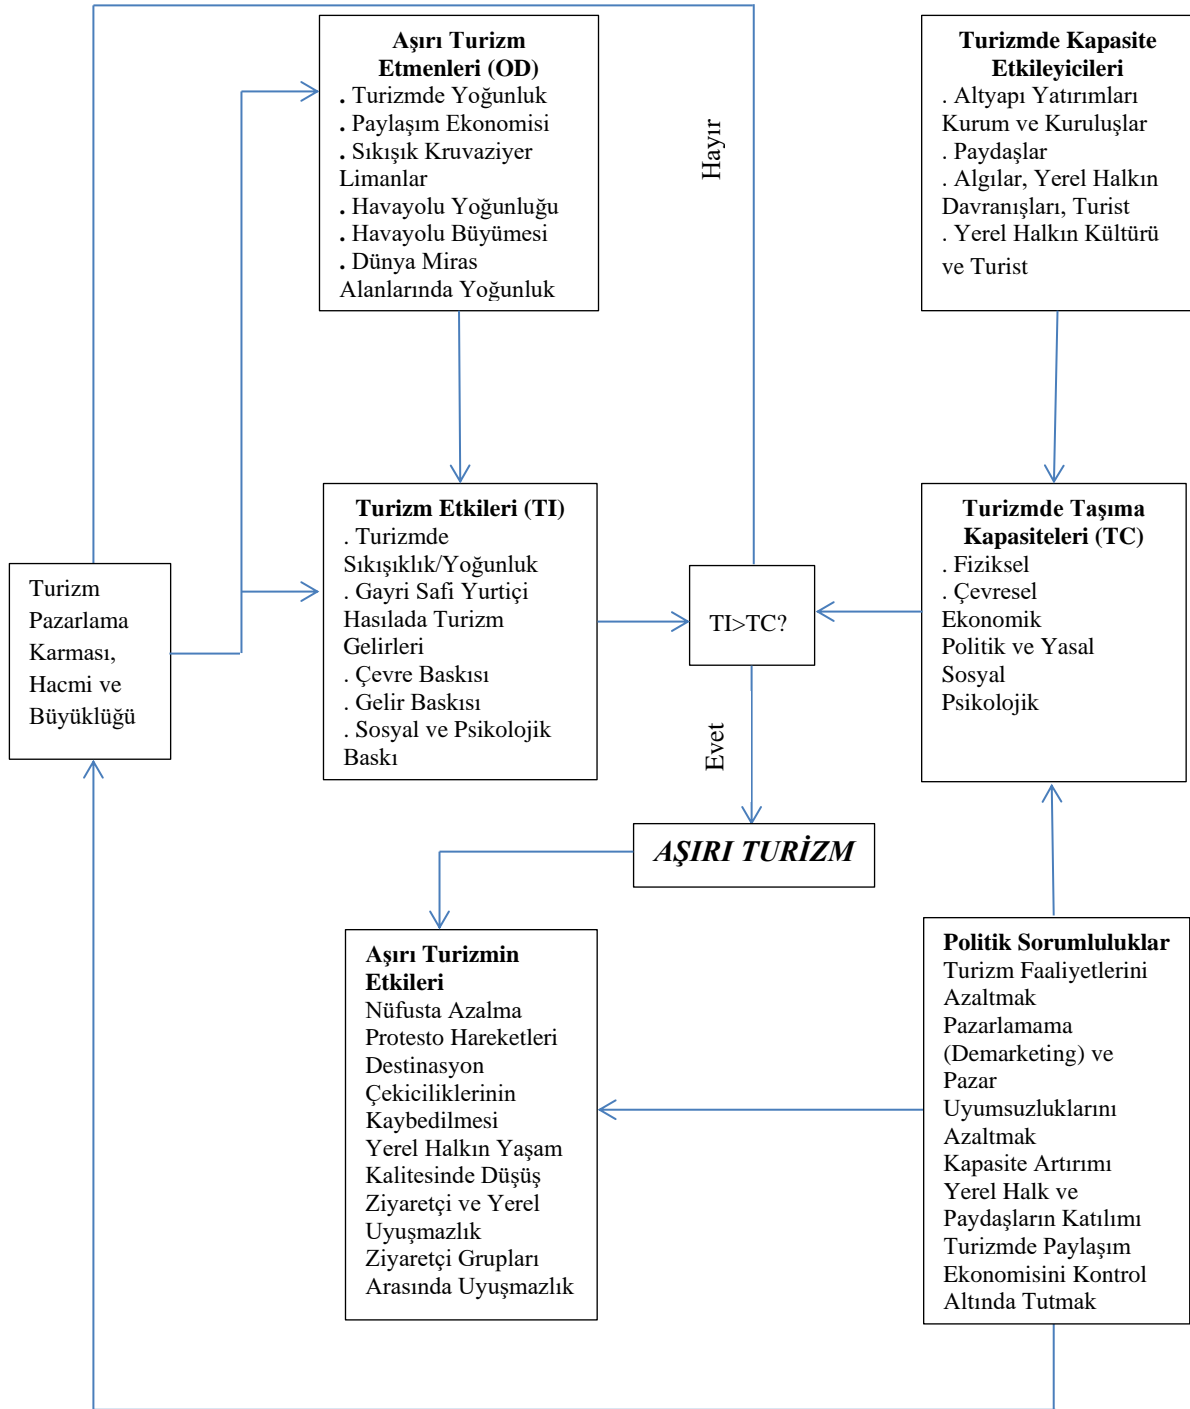 Aşırı Turizm
Etmenleri (OD)
. Turizmde Yoğunluk
. Paylaşım Ekonomisi
. Sıkışık Kruvaziyer
Limanlar
. Havayolu Yoğunluğu
. Havayolu Büyümesi
. Dünya Miras
Alanlarında Yoğunluk
Hayır
Turizmde Kapasite
Etkileyicileri
. Altyapı Yatırımları
Kurum ve Kuruluşlar
. Paydaşlar
. Algılar, Yerel Halkın
Davranışları, Turist
. Yerel Halkın Kültürü
ve Turist
Turizm
Pazarlama
Karması,
Hacmi ve
Büyüklüğü
Turizm Etkileri (TI)
. Turizmde
Sıkışıklık/Yoğunluk
. Gayri Safi Yurtiçi
Hasılada Turizm
Gelirleri
. Çevre Baskısı
. Gelir Baskısı
. Sosyal ve Psikolojik
Baskı
TI>TC?
Turizmde Taşıma
Kapasiteleri (TC)
. Fiziksel
. Çevresel
Ekonomik
Politik ve Yasal
Sosyal
Psikolojik
Evet
AŞIRI TURİZM
Aşırı Turizmin
Etkileri
Nüfusta Azalma
Protesto Hareketleri
Destinasyon
Çekiciliklerinin
Kaybedilmesi
Yerel Halkın Yaşam
Kalitesinde Düşüş
Ziyaretçi ve Yerel
Uyuşmazlık
Ziyaretçi Grupları
Arasında Uyuşmazlık
Politik Sorumluluklar
Turizm Faaliyetlerini
Azaltmak
Pazarlamama
(Demarketing) ve
Pazar
Uyumsuzluklarını
Azaltmak
Kapasite Artırımı
Yerel Halk ve
Paydaşların Katılımı
Turizmde Paylaşım
Ekonomisini Kontrol
Altında Tutmak